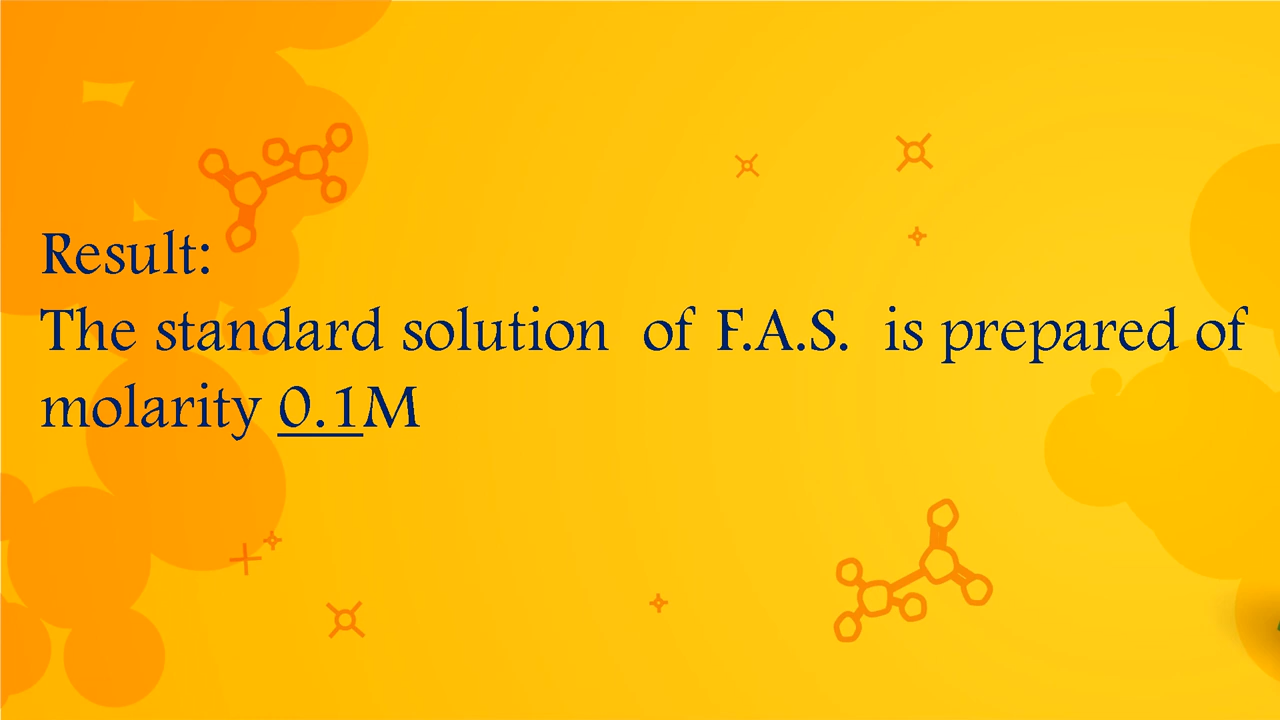 Result:
The standard solution of F.A.S. is prepared of
molarity 0.1M